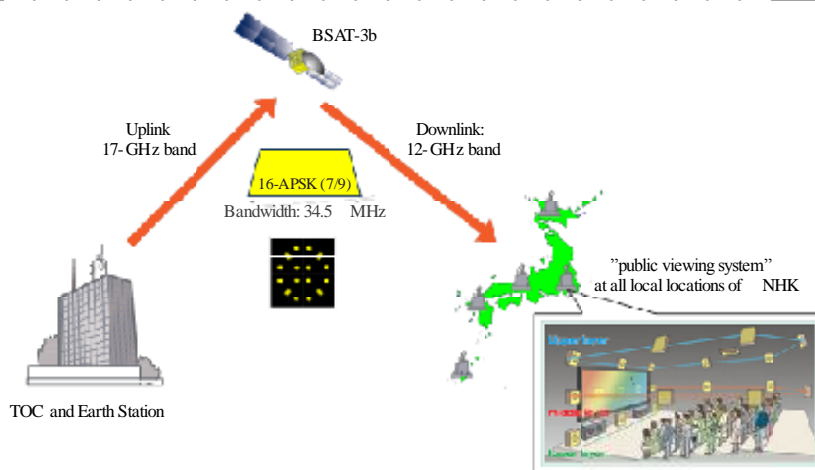 BSAT-3b
Uplink
17-GHz band
Downlink:
12-GHz band
16-APSK (7/9)
Bandwidth: 34.5 MHz
”public viewing system”
at all local locations of NHK
TOC and Earth Station